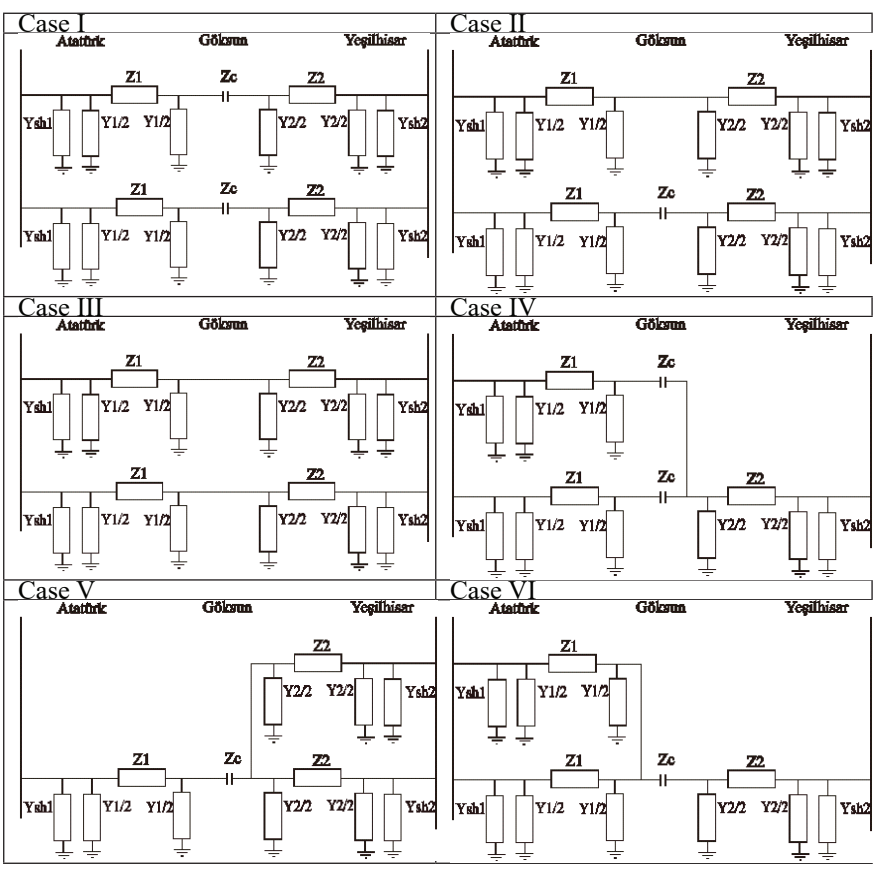 Case I
Atatürk Göksun Yeşilhisar
Z1 Zc Z2
Ysh1 Y1/2 Y1/2 Y2/2 Y2/2 Ysh2
Z1 Zc Z2
Ysh1 Y1/2 Y1/2 Y2/2 Y2/2 Ysh2
Case II
Atatürk Göksun Yeşilhisar
Z1 Z2
Ysh1 Y1/2 Y1/2 Y2/2 Y2/2 Ysh2
Z1 Zc Z2
Ysh1 Y1/2 Y1/2 Y2/2 Y2/2 Ysh2
Case III
Atatürk Göksun Yeşilhisar
Z1 Z2
Ysh1 Y1/2 Y1/2 Y2/2 Y2/2 Ysh2
Z1 Z2
Ysh1 Y1/2 Y1/2 Y2/2 Y2/2 Ysh2
Case IV
Atatürk Göksun Yeşilhisar
Z1 Zc
Ysh1 Y1/2 Y1/2
Z1 Zc Z2
Ysh1 Y1/2 Y1/2 Y2/2 Y2/2 Ysh2
Case V
Atatürk Göksun Yeşilhisar
Z2
Y2/2 Y2/2 Ysh2
Z1 Zc Z2
Ysh1 Y1/2 Y1/2 Y2/2 Y2/2 Ysh2
Case VI
Atatürk Göksun Yeşilhisar
Z1
Ysh1 Y1/2 Y1/2
Z1 Zc Z2
Ysh1 Y1/2 Y1/2 Y2/2 Y2/2 Ysh2